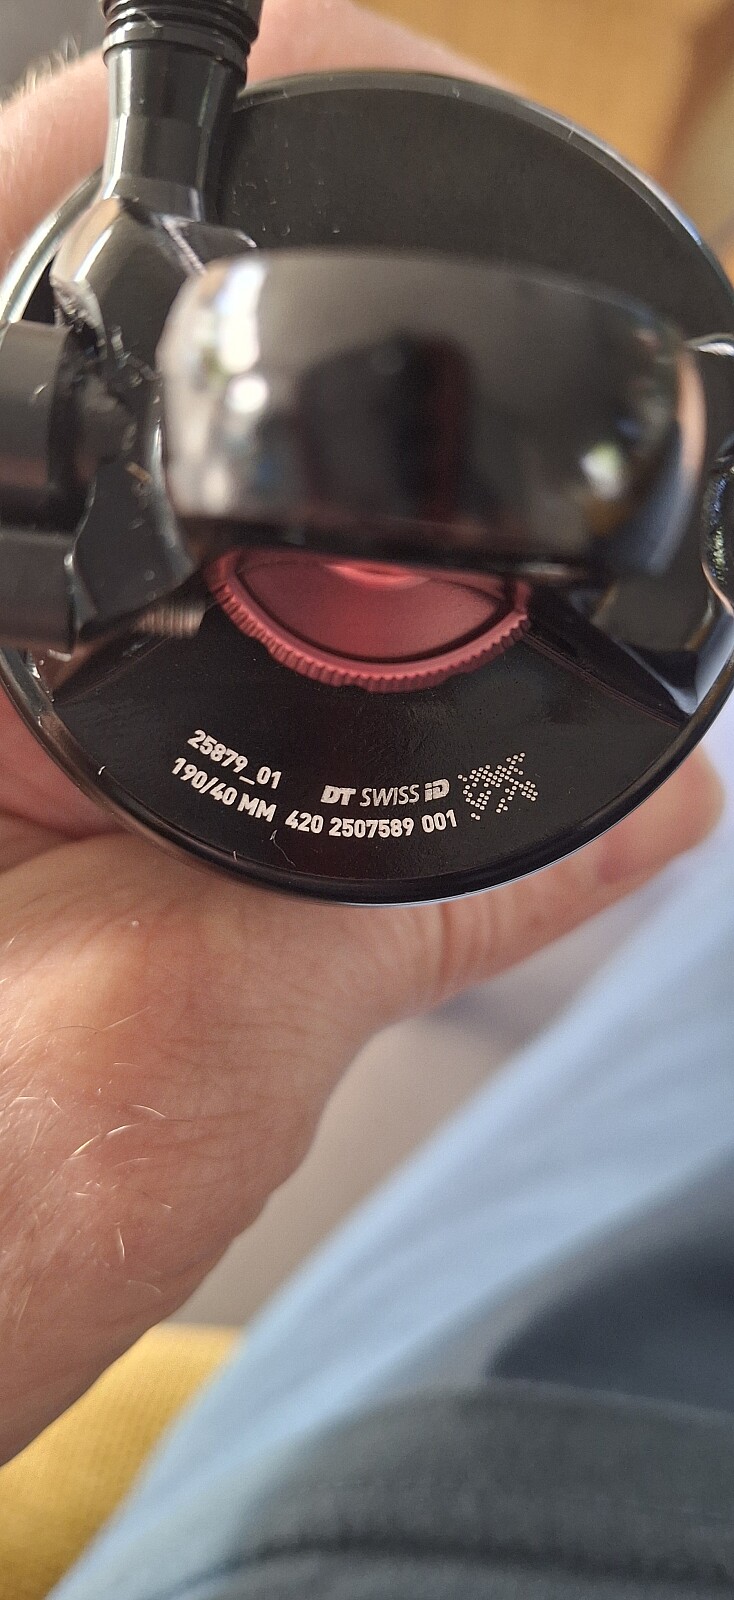 25879_01 DT SWISS iD
190/40 MM 420 2507589 001